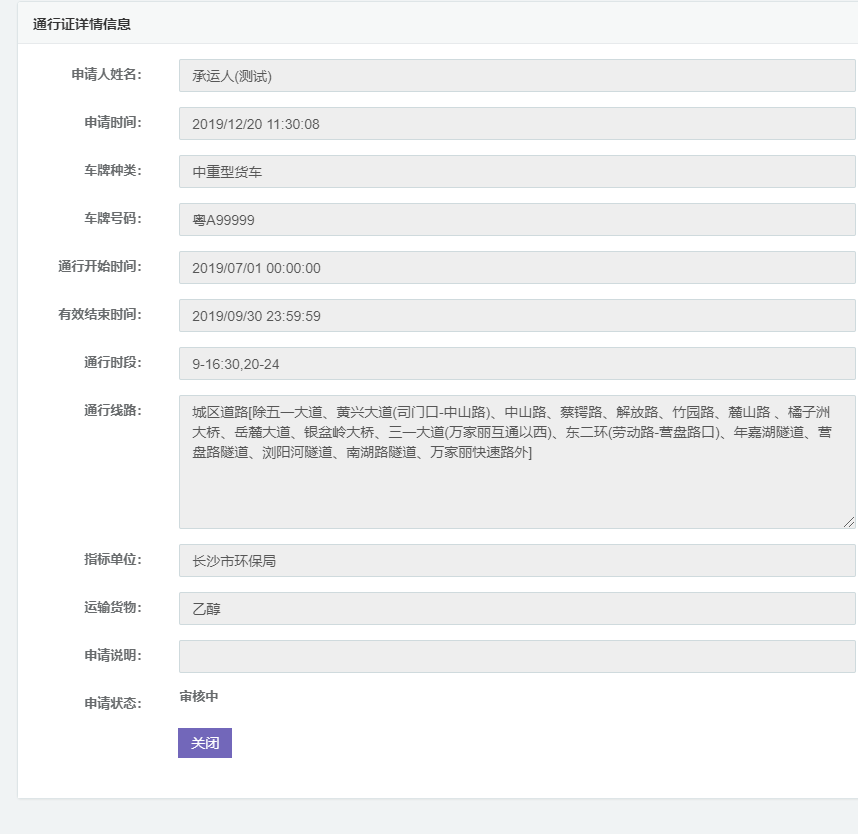 通行证详情信息
申请人姓名: 承运人(测试)
申请时间: 2019/12/20 11:30:08
车牌种类: 中重型货车
车牌号码: 粤A99999
通行开始时间: 2019/07/01 00:00:00
有效结束时间: 2019/09/30 23:59:59
通行时段: 9-16:30,20-24
通行线路: 城区道路[除五一大道、黄兴大道(司门口-中山路)、中山路、蔡锷路、解放路、竹园路、麓山路 、橘子洲
大桥、岳麓大道、银盆岭大桥、三一大道(万家丽互通以西)、东二环(劳动路-营盘路口)、年嘉湖隧道、营
盘路隧道、浏阳河隧道、南湖路隧道、万家丽快速路外]
指标单位: 长沙市环保局
运输货物: 乙醇
申请说明:
申请状态: 审核中
关闭